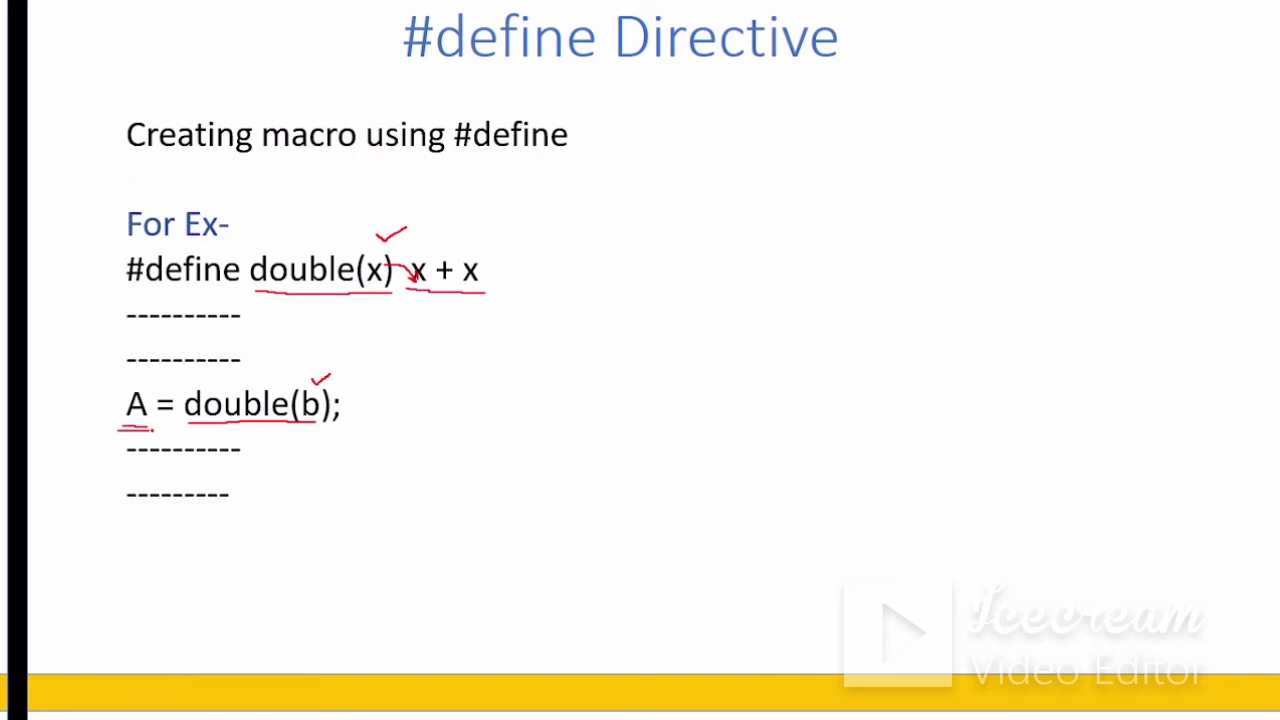 #define Directive
Creating macro using #define
For Ex-
#define double(x) x + x
----------
----------
A = double(b);
----------
---------
Icecream
Video Editor